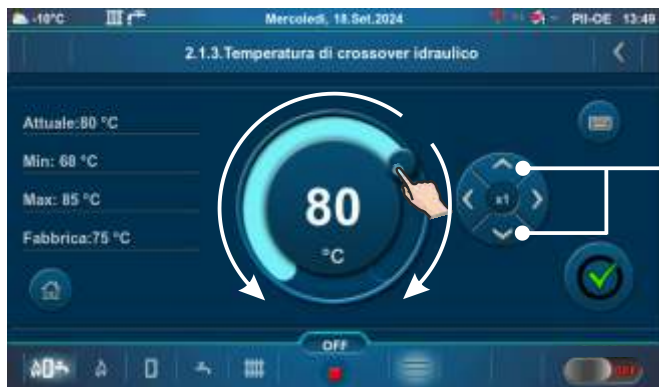 -10°C Mercoledì, 18.Set.2024 PII-OE 13:49
2.1.3.Temperatura di crossover idraulico
Attuale:80 °C
Min: 68 °C
Max: 85 °C
Fabbrica:75 °C
80
°C
x1
OFF
OFF